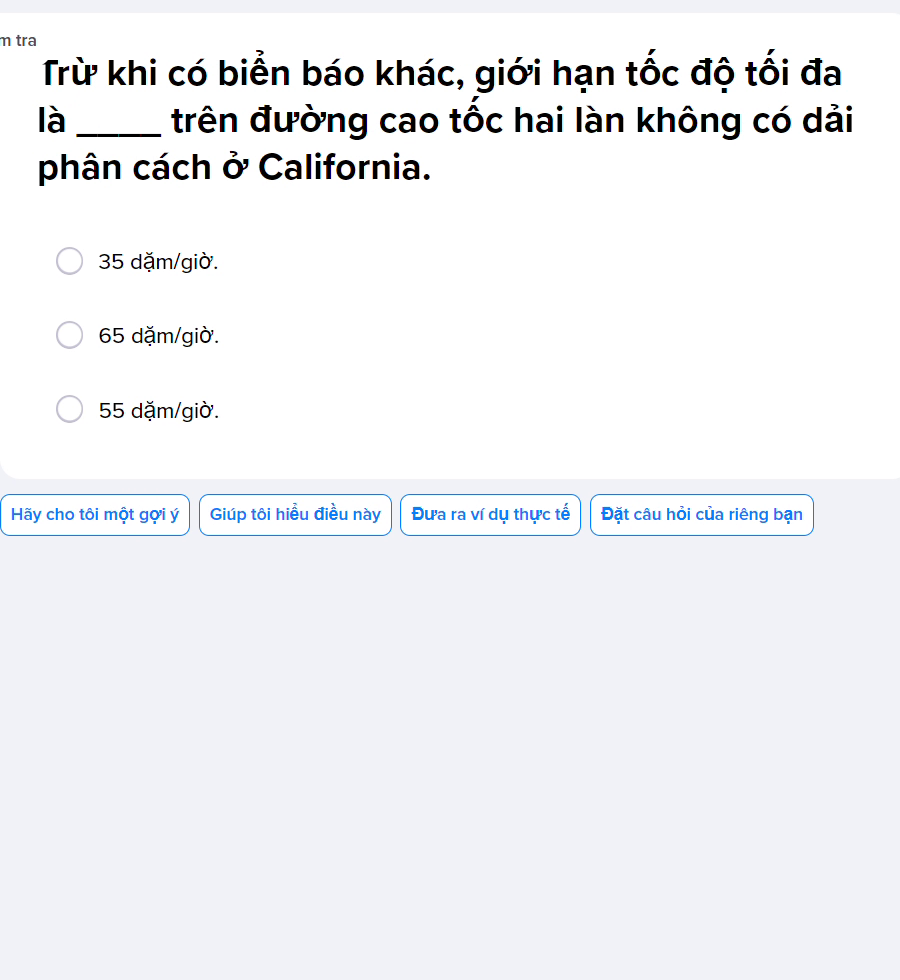 m tra
Trừ khi có biển báo khác, giới hạn tốc độ tối đa
là ____ trên đường cao tốc hai làn không có dải
phân cách ở California.
35 dặm/giờ.
65 dặm/giờ.
55 dặm/giờ.
Hãy cho tôi một gợi ý
Giúp tôi hiểu điều này
Đưa ra ví dụ thực tế
Đặt câu hỏi của riêng bạn